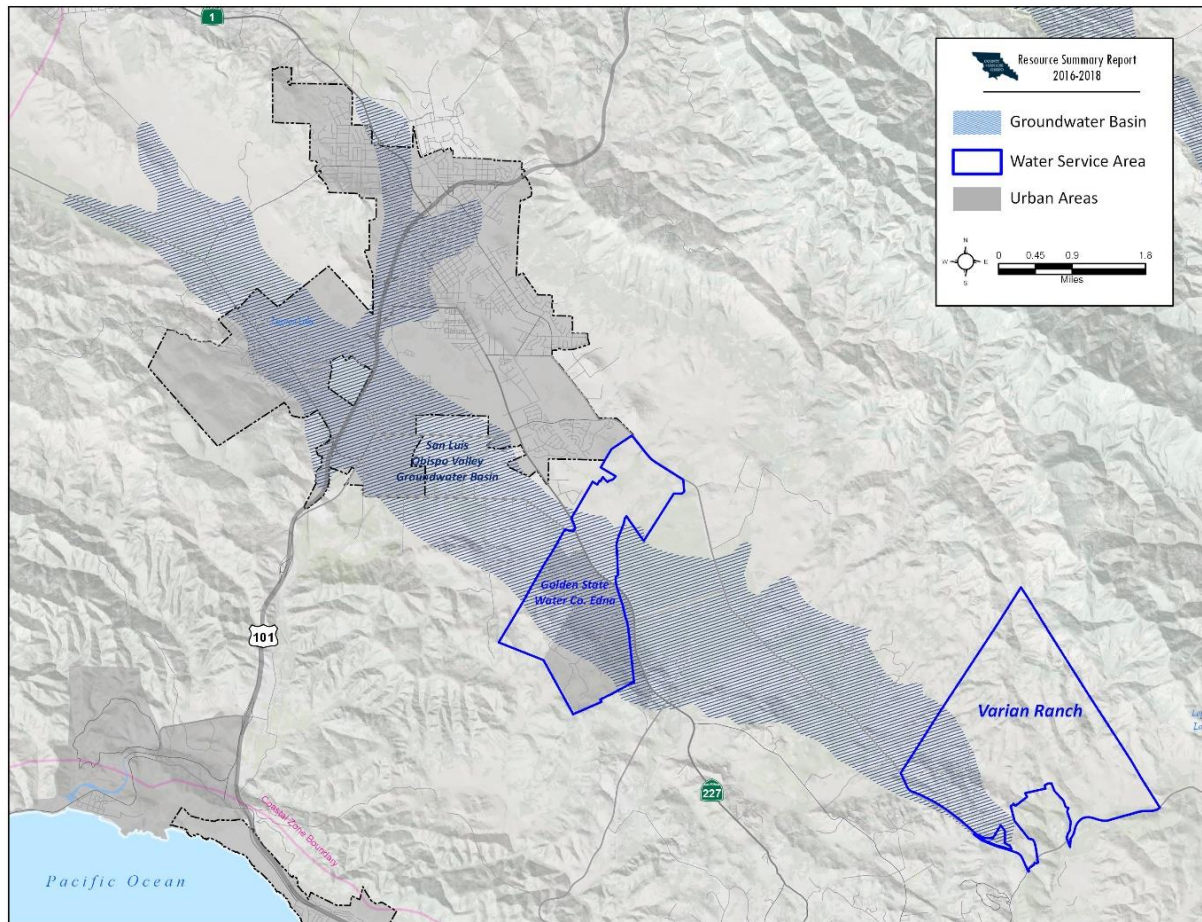 1
Resource Summary Report
2016-2018
Groundwater Basin
Water Service Area
Urban Areas
N
W
E
S
0 0.45 0.9 1.8
Miles
San Luis
Obispo Valley
Groundwater Basin
Golden State
Water Co. Edna
101
Varian Ranch
227
Coastal Zone Boundary
Pacific Ocean